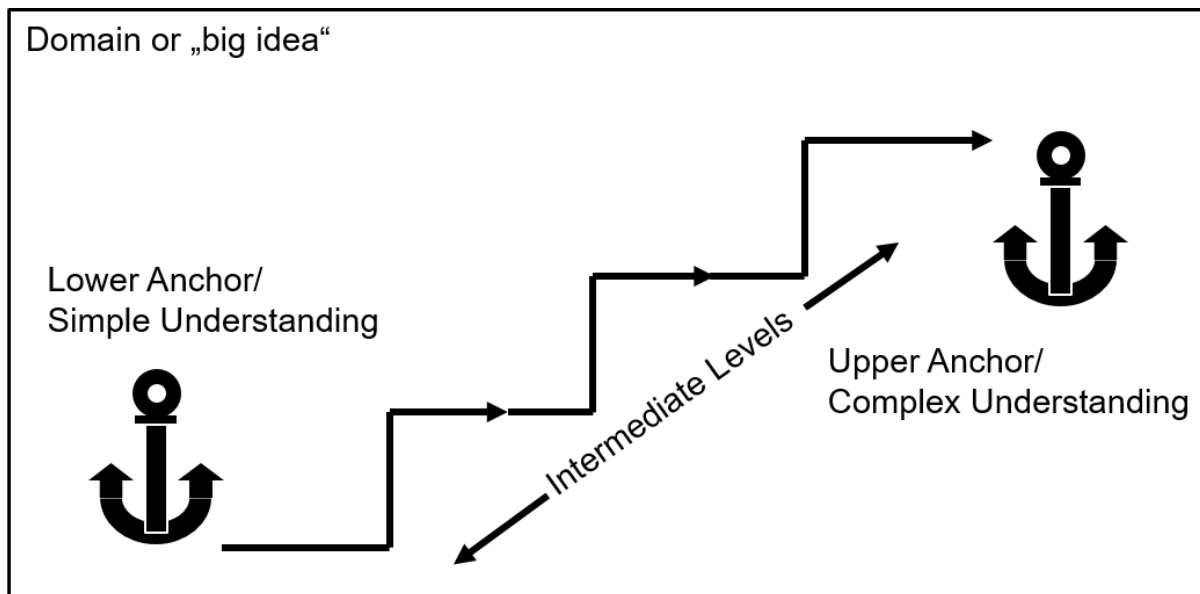 Domain or „big idea“
Lower Anchor/
Simple Understanding
Intermediate Levels
Upper Anchor/
Complex Understanding